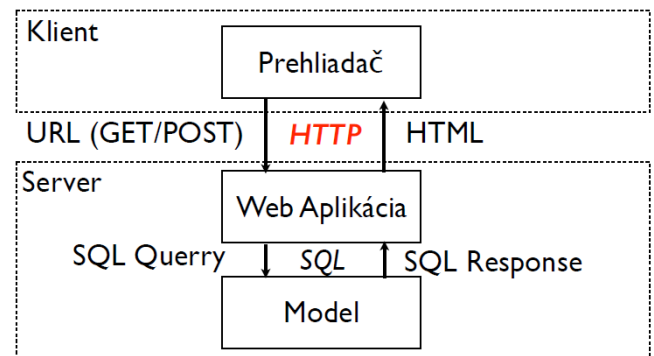 Klient
Prehliadač
URL (GET/POST) HTTP HTML
Server
Web Aplikácia
SQL Querry SQL SQL Response
Model